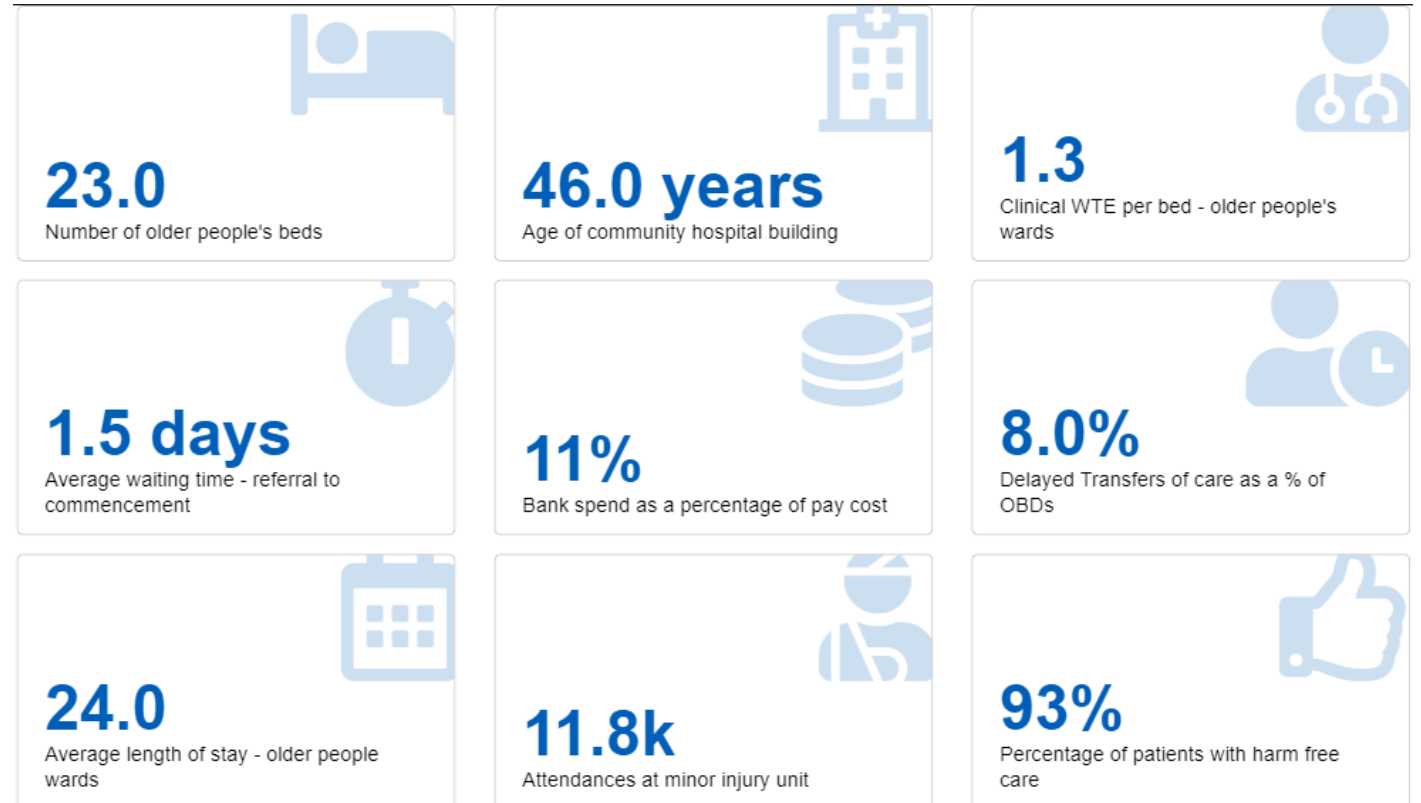 23.0
Number of older people's beds
46.0 years
Age of community hospital building
1.3
Clinical WTE per bed - older people's
wards
1.5 days
Average waiting time - referral to
commencement
11%
Bank spend as a percentage of pay cost
8.0%
Delayed Transfers of care as a % of
OBDs
24.0
Average length of stay - older people
wards
11.8k
Attendances at minor injury unit
93%
Percentage of patients with harm free
care